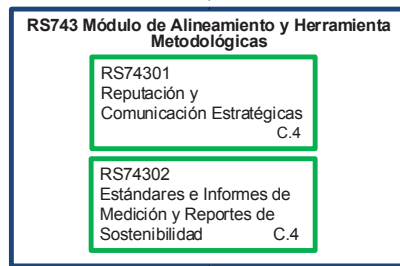 RS743 Módulo de Alineamiento y Herramienta
Metodológicas
RS74301
Reputación y
Comunicación Estratégicas
C.4
RS74302
Estándares e Informes de
Medición y Reportes de
Sostenibilidad C.4